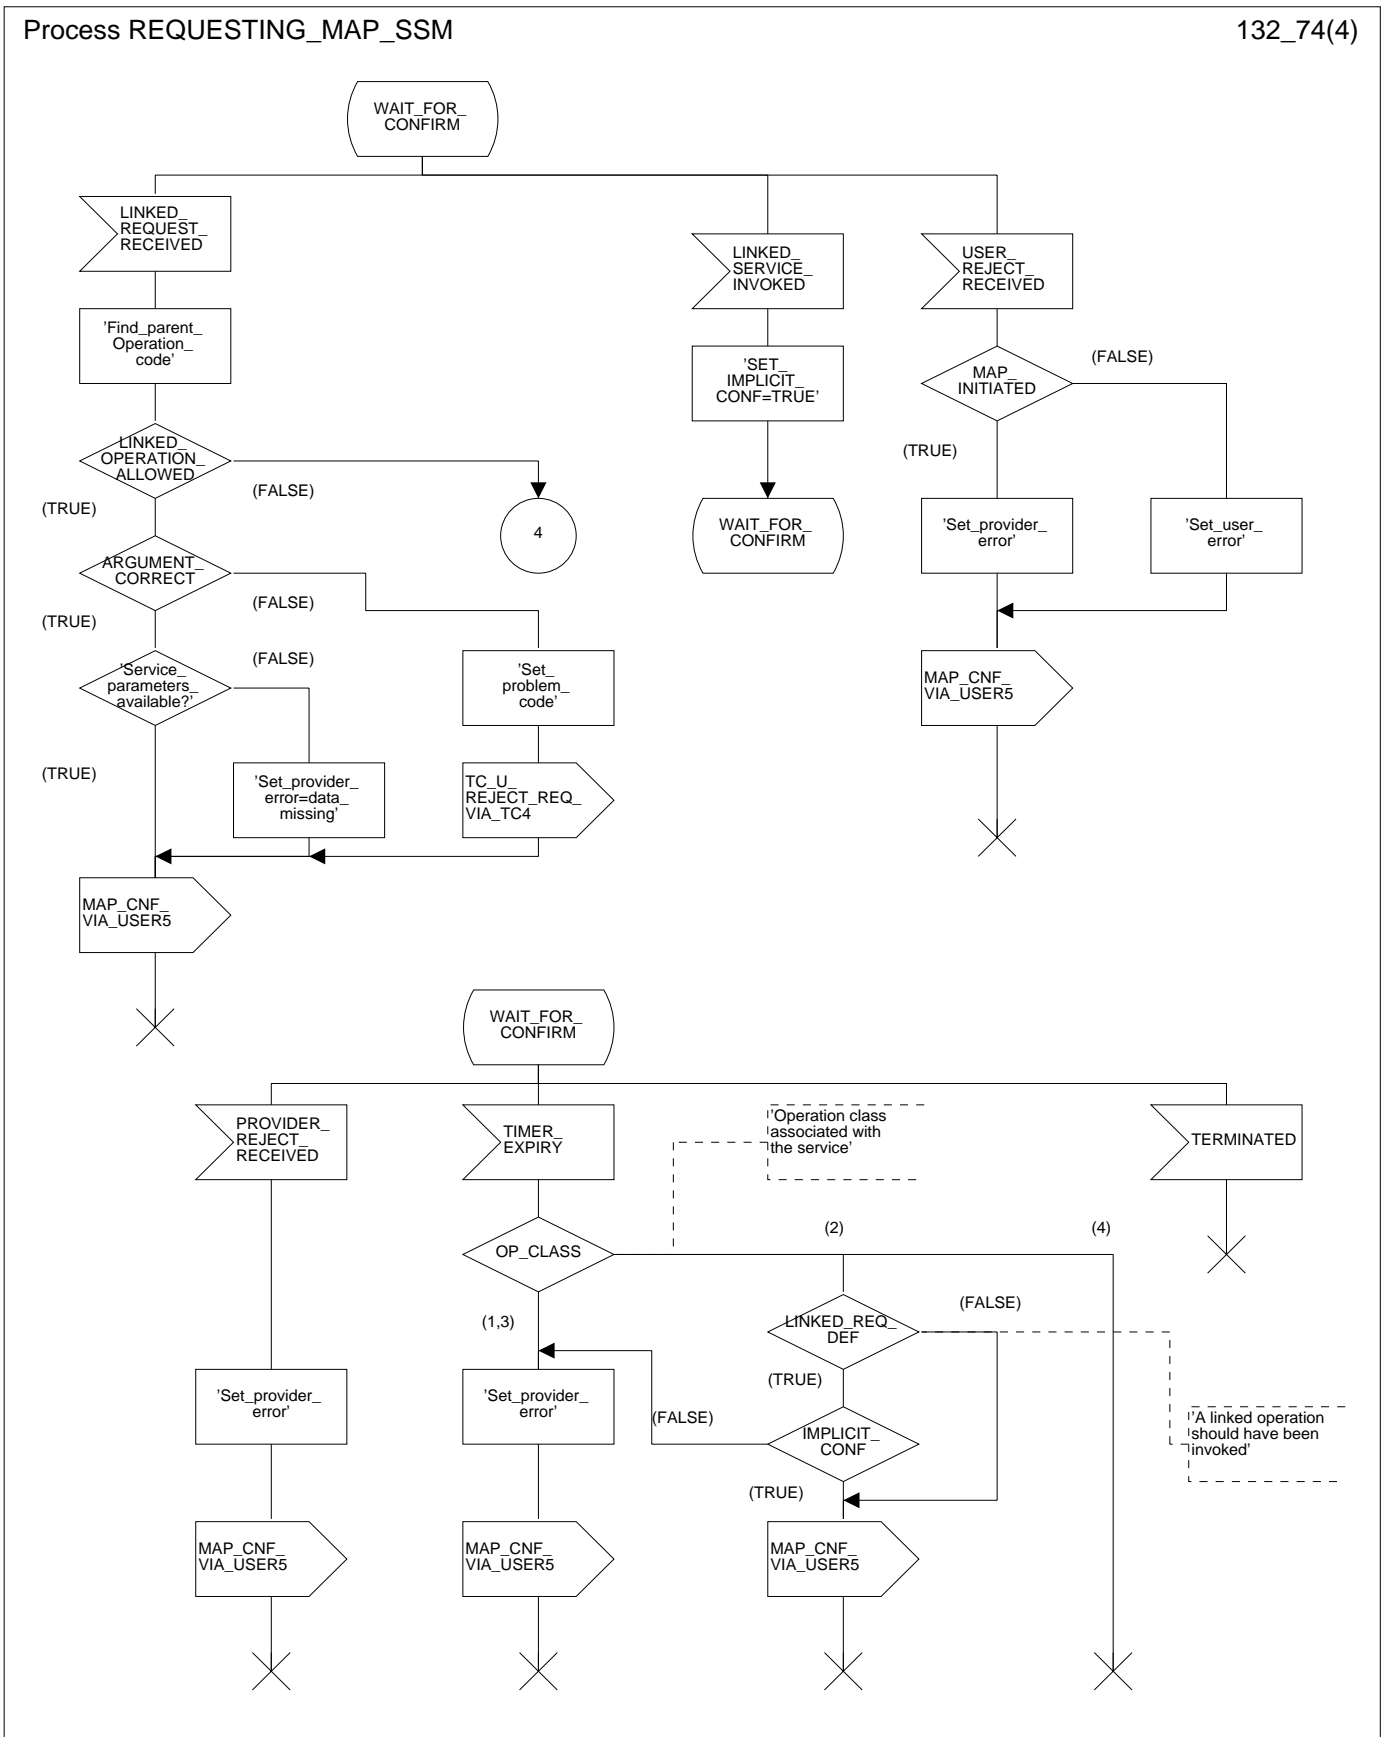 Process REQUESTING_MAP_SSM
132_74(4)
WAIT_FOR_
CONFIRM
LINKED_
REQUEST_
RECEIVED
LINKED_
SERVICE_
INVOKED
USER_
REJECT_
RECEIVED
'Find_parent_
Operation_
code'
'SET_
IMPLICIT_
CONF=TRUE'
MAP_
INITIATED
(FALSE)
(TRUE)
LINKED_
OPERATION_
ALLOWED
(FALSE)
(TRUE)
4
WAIT_FOR_
CONFIRM
'Set_provider_
error'
'Set_user_
error'
ARGUMENT_
CORRECT
(FALSE)
(TRUE)
'Service_
parameters_
available?'
(FALSE)
(TRUE)
'Set_
problem_
code'
MAP_CNF_
VIA_USER5
'Set_provider_
error=data_
missing'
TC_U_
REJECT_REQ_
VIA_TC4
MAP_CNF_
VIA_USER5
WAIT_FOR_
CONFIRM
PROVIDER_
REJECT_
RECEIVED
TIMER_
EXPIRY
'Operation class
associated with
the service'
TERMINATED
OP_CLASS
(2)
(4)
(1,3)
LINKED_REQ_
DEF
(FALSE)
(TRUE)
'Set_provider_
error'
'Set_provider_
error'
(FALSE)
IMPLICIT_
CONF
'A linked operation
should have been
invoked'
(TRUE)
MAP_CNF_
VIA_USER5
MAP_CNF_
VIA_USER5
MAP_CNF_
VIA_USER5